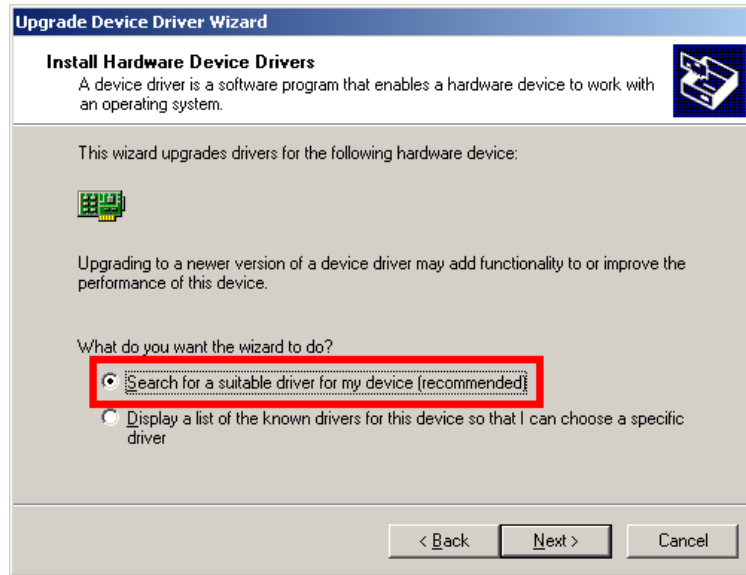 Upgrade Device Driver Wizard
Install Hardware Device Drivers
A device driver is a software program that enables a hardware device to work with
an operating system.
This wizard upgrades drivers for the following hardware device:
Upgrading to a newer version of a device driver may add functionality to or improve the
performance of this device.
What do you want the wizard to do?
Search for a suitable driver for my device (recommended)
Display a list of the known drivers for this device so that I can choose a specific
driver
< Back Next > Cancel